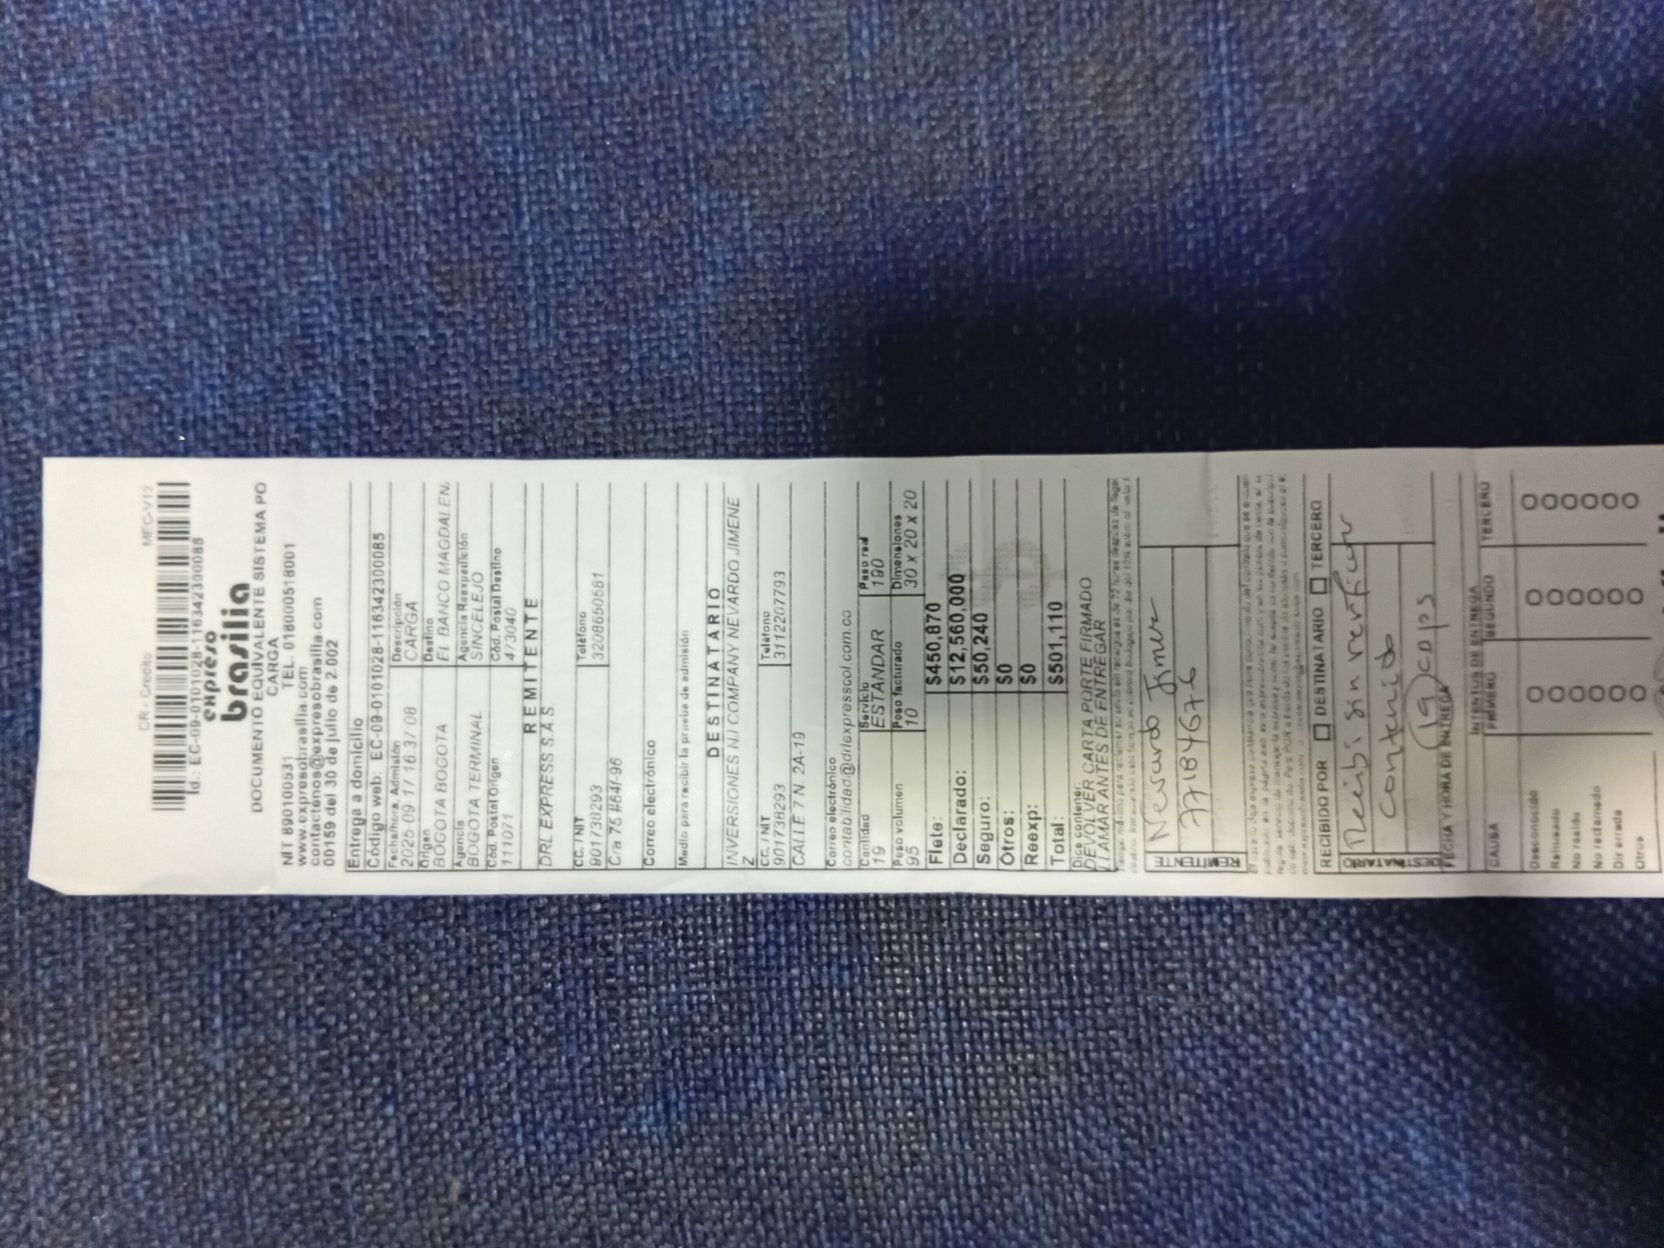 CR - Credito MEC-V12
Id.: EC-09-0101028-116342300085
expreso
brasilia
DOCUMENTO EQUIVALENTE SISTEMA PO
CARGA
NIT 890100531 TEL. 018000518001
www.expresobrasilia.com
contactenos@expresobrasilia.com
00159 del 30 de julio de 2.002
Entrega a domicilio
Código web: EC-09-0101028-11634230085
Fecha/hora. Admisión Descripción
2025 09 17 16 37 08 CARGA
Origen Destino
BOGOTA BOGOTA EL BANCO MAGDALEN
Agencia Agencia Reexpedición
BOGOTA TERMINAL SINCELEJO
Cód. Postal Origen Cód. Postal Destino
111071 473040
REMITENTE
DRL EXPRESS S.A.S
CC. NIT Teléfono
901738293 3208650581
Cra 75 #64f-96
Correo electrónico
Medio para recibir la prueba de admisión
DESTINATARIO
INVERSIONES NJ COMPANY NEVARDO JIMENE
Z
CC. NIT Teléfono
901738293 3112207793
CALLE 7 N. 2A-19
Correo electrónico
contabilidad@drlexpresscol.com.co
Cantidad Servicio Peso real
19 ESTANDAR 190
Peso volumen Peso facturado Dimensiones
95 10 30 x 20 x 20
Flete: $450,870
Declarado: $12,560,000
Seguro: $50,240
Otros: $0
Reexp: $0
Total: $501,110
Dice contener:
DEVOLVER CARTA PORTE FIRMADO
LLAMAR ANTES DE ENTREGAR
REMITENTE
Nevardo Jimenez
77184676
RECIBIDO POR DESTINATARIO TERCERO
DESTINATARIO
Recibi sin verificar
contenido
19 cops
FECHA Y HORA DE ENTREGA
INTENTOS DE ENTREGA
CAUSA PRIMERO SEGUNDO TERCERO
Desconocido
Rehusado
No reside
No reclamado
Dir errada
Otros